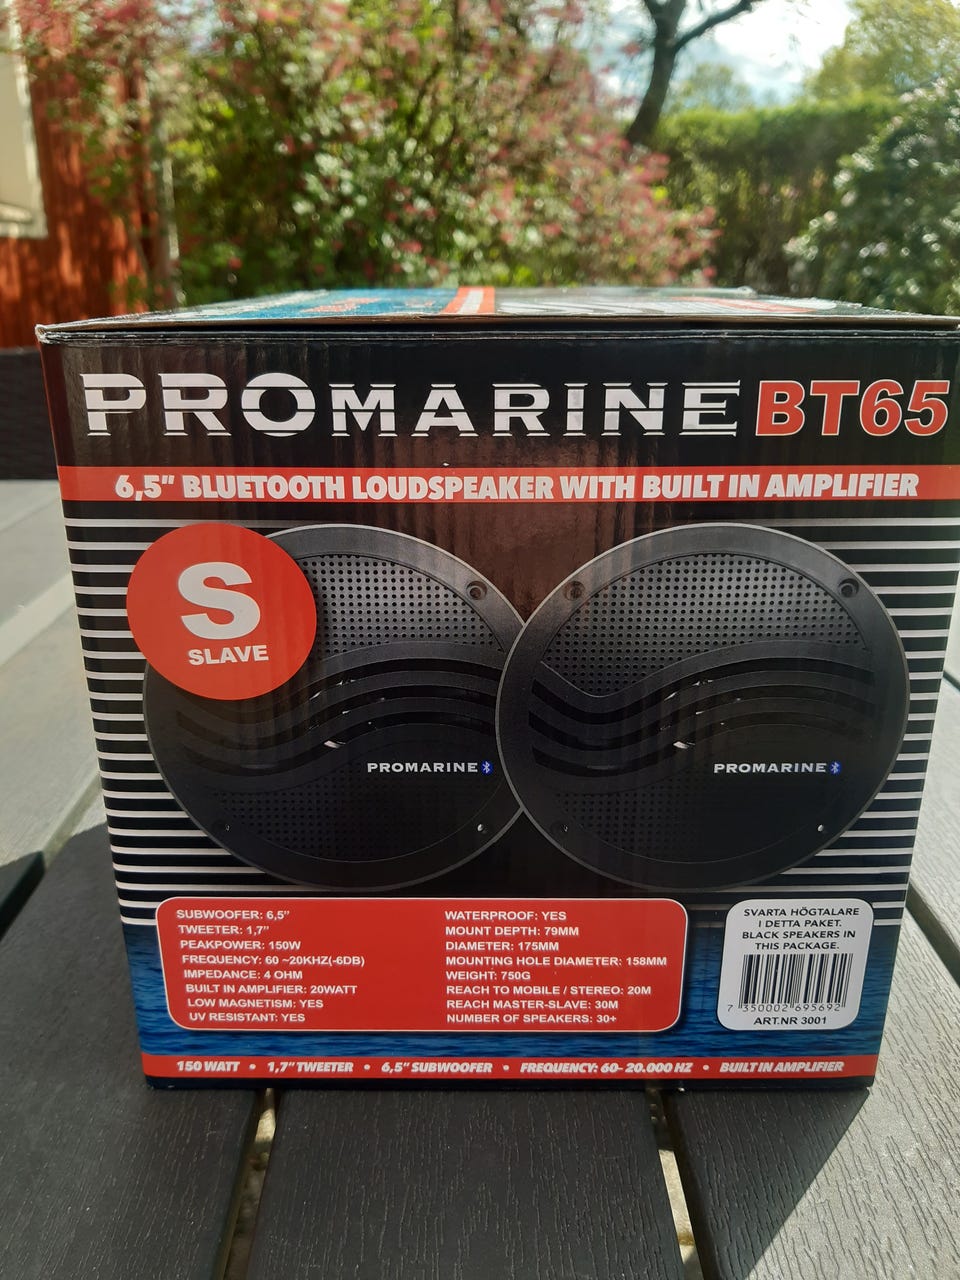 PROMARINE BT65
6,5" BLUETOOTH LOUDSPEAKER WITH BUILT IN AMPLIFIER
S
SLAVE
PROMARINE
PROMARINE
SUBWOOFER: 6,5"
TWEETER: 1,7"
PEAKPOWER: 150W
FREQUENCY: 60 ~20KHZ(-6DB)
IMPEDANCE: 4 OHM
BUILT IN AMPLIFIER: 20WATT
LOW MAGNETISM: YES
UV RESISTANT: YES
WATERPROOF: YES
MOUNT DEPTH: 79MM
DIAMETER: 175MM
MOUNTING HOLE DIAMETER: 158MM
WEIGHT: 750G
REACH TO MOBILE / STEREO: 20M
REACH MASTER-SLAVE: 30M
NUMBER OF SPEAKERS: 30+
SVARTA HÖGTALARE
I DETTA PAKET.
BLACK SPEAKERS IN
THIS PACKAGE.
7 350002 695692
ART.NR 3001
150 WATT • 1,7" TWEETER • 6,5" SUBWOOFER • FREQUENCY: 60- 20.000 HZ • BUILT IN AMPLIFIER